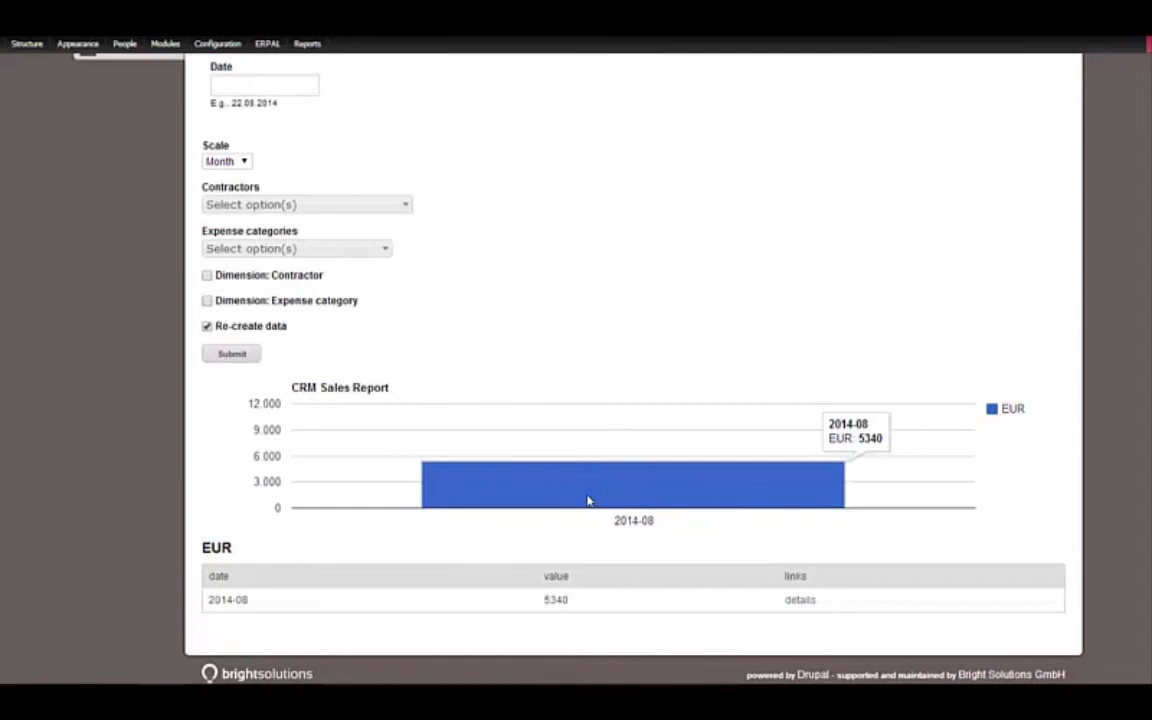 Structure Appearance People Modules Configuration ERPAL Reports
Date
E.g., 22.08.2014
Scale
Month
Contractors
Select option(s)
Expense categories
Select option(s)
Dimension: Contractor
Dimension: Expense category
Re-create data
Submit
CRM Sales Report
12.000
9.000
6.000
3.000
0
EUR
2014-08
EUR: 5340
2014-08
EUR
date value links
2014-08 5340 details
brightsolutions
powered by Drupal - supported and maintained by Bright Solutions GmbH